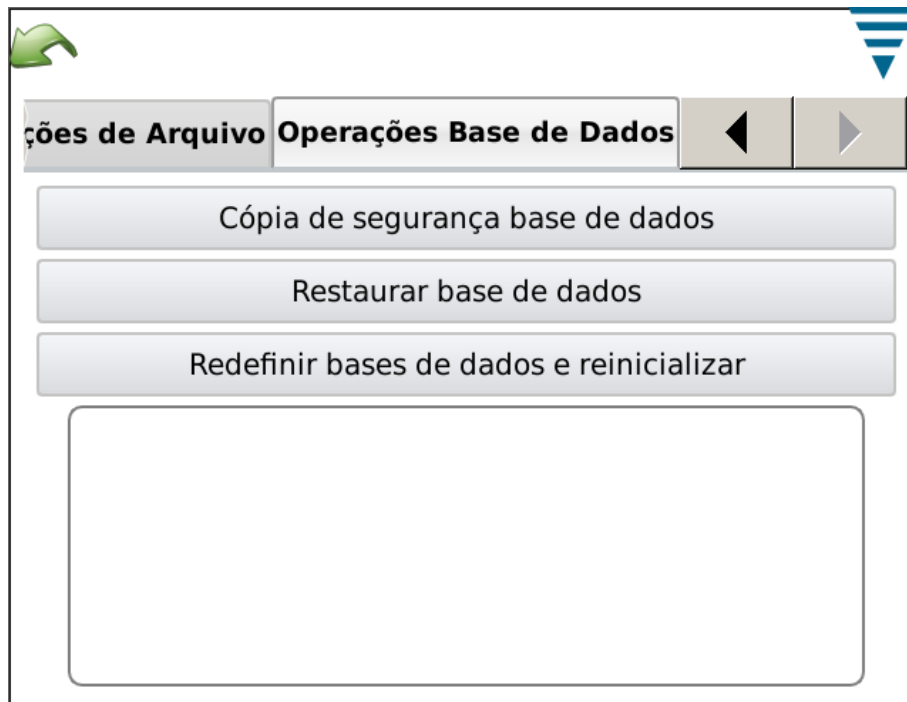 ções de Arquivo Operações Base de Dados
Cópia de segurança base de dados
Restaurar base de dados
Redefinir bases de dados e reinicializar